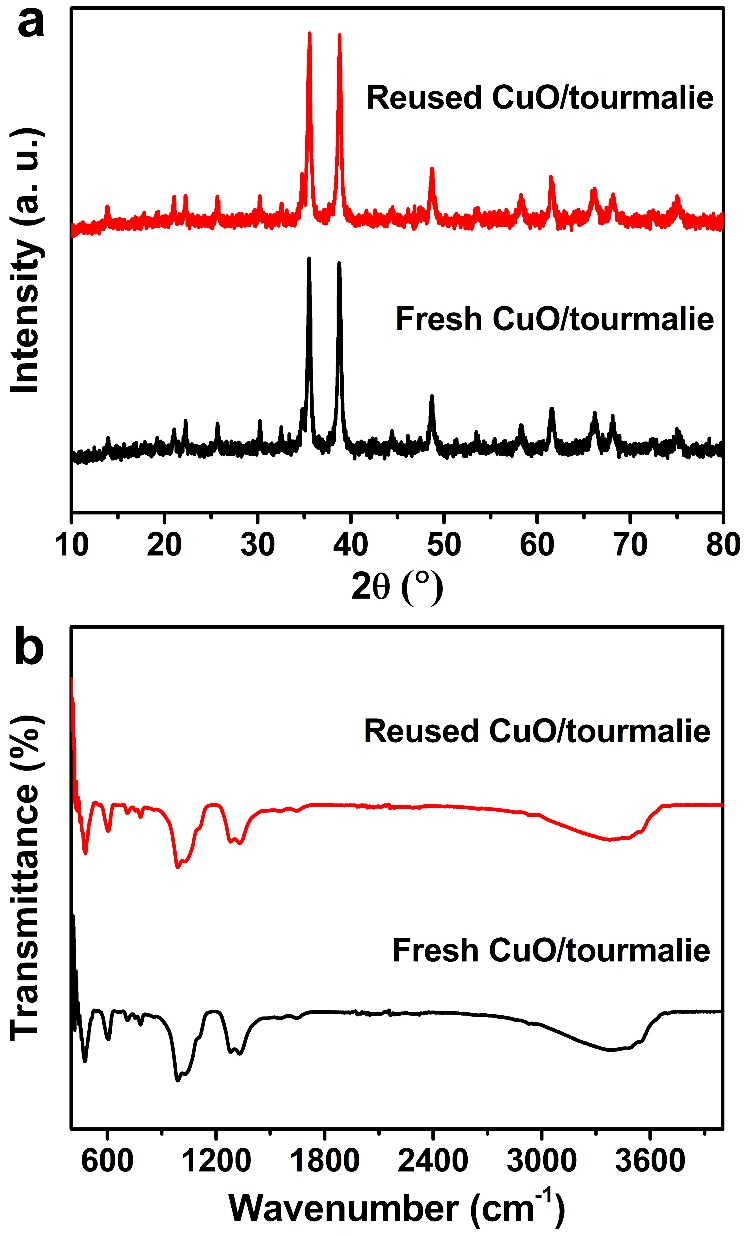 a
Intensity (a. u.)
Reused CuO/tourmalie
Fresh CuO/tourmalie
10 20 30 40 50 60 70 80
2θ (°)
b
Transmittance (%)
Reused CuO/tourmalie
Fresh CuO/tourmalie
600 1200 1800 2400 3000 3600
Wavenumber (cm⁻¹)